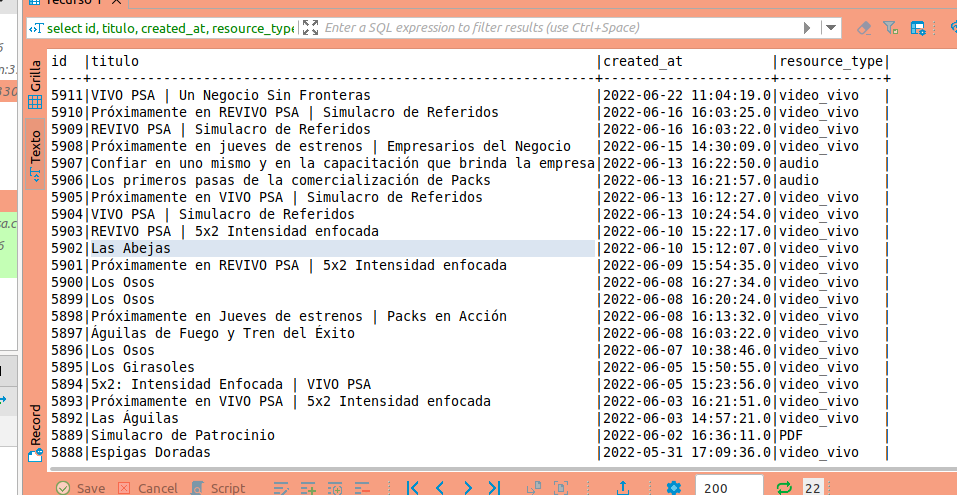 recurso 1
select id, titulo, created_at, resource_type
Enter a SQL expression to filter results (use Ctrl+Space)
Grilla
Texto
Record
id |titulo |created_at |resource_type|
----+---------------------------------------------------------------+---------------------+-------------+
5911|VIVO PSA | Un Negocio Sin Fronteras |2022-06-22 11:04:19.0|video_vivo |
5910|Próximamente en REVIVO PSA | Simulacro de Referidos |2022-06-16 16:03:25.0|video_vivo |
5909|REVIVO PSA | Simulacro de Referidos |2022-06-16 16:03:22.0|video_vivo |
5908|Próximamente en jueves de estrenos | Empresarios del Negocio |2022-06-15 14:30:09.0|video_vivo |
5907|Confiar en uno mismo y en la capacitación que brinda la empresa|2022-06-13 16:22:50.0|audio |
5906|Los primeros pasas de la comercialización de Packs |2022-06-13 16:21:57.0|audio |
5905|Próximamente en VIVO PSA | Simulacro de Referidos |2022-06-13 16:12:27.0|video_vivo |
5904|VIVO PSA | Simulacro de Referidos |2022-06-13 10:24:54.0|video_vivo |
5903|REVIVO PSA | 5x2 Intensidad enfocada |2022-06-10 15:22:17.0|video_vivo |
5902|Las Abejas |2022-06-10 15:12:07.0|video_vivo |
5901|Próximamente en REVIVO PSA | 5x2 Intensidad enfocada |2022-06-09 15:54:35.0|video_vivo |
5900|Los Osos |2022-06-08 16:27:34.0|video_vivo |
5899|Los Osos |2022-06-08 16:20:24.0|video_vivo |
5898|Próximamente en Jueves de estrenos | Packs en Acción |2022-06-08 16:13:32.0|video_vivo |
5897|Águilas de Fuego y Tren del Éxito |2022-06-08 16:03:22.0|video_vivo |
5896|Los Osos |2022-06-07 10:38:46.0|video_vivo |
5895|Los Girasoles |2022-06-05 15:50:55.0|video_vivo |
5894|5x2: Intensidad Enfocada | VIVO PSA |2022-06-05 15:23:56.0|video_vivo |
5893|Próximamente en VIVO PSA | 5x2 Intensidad enfocada |2022-06-03 16:21:51.0|video_vivo |
5892|Las Águilas |2022-06-03 14:57:21.0|video_vivo |
5889|Simulacro de Patrocinio |2022-06-02 16:36:11.0|PDF |
5888|Espigas Doradas |2022-05-31 17:09:36.0|video_vivo |
Save Cancel Script 200 22